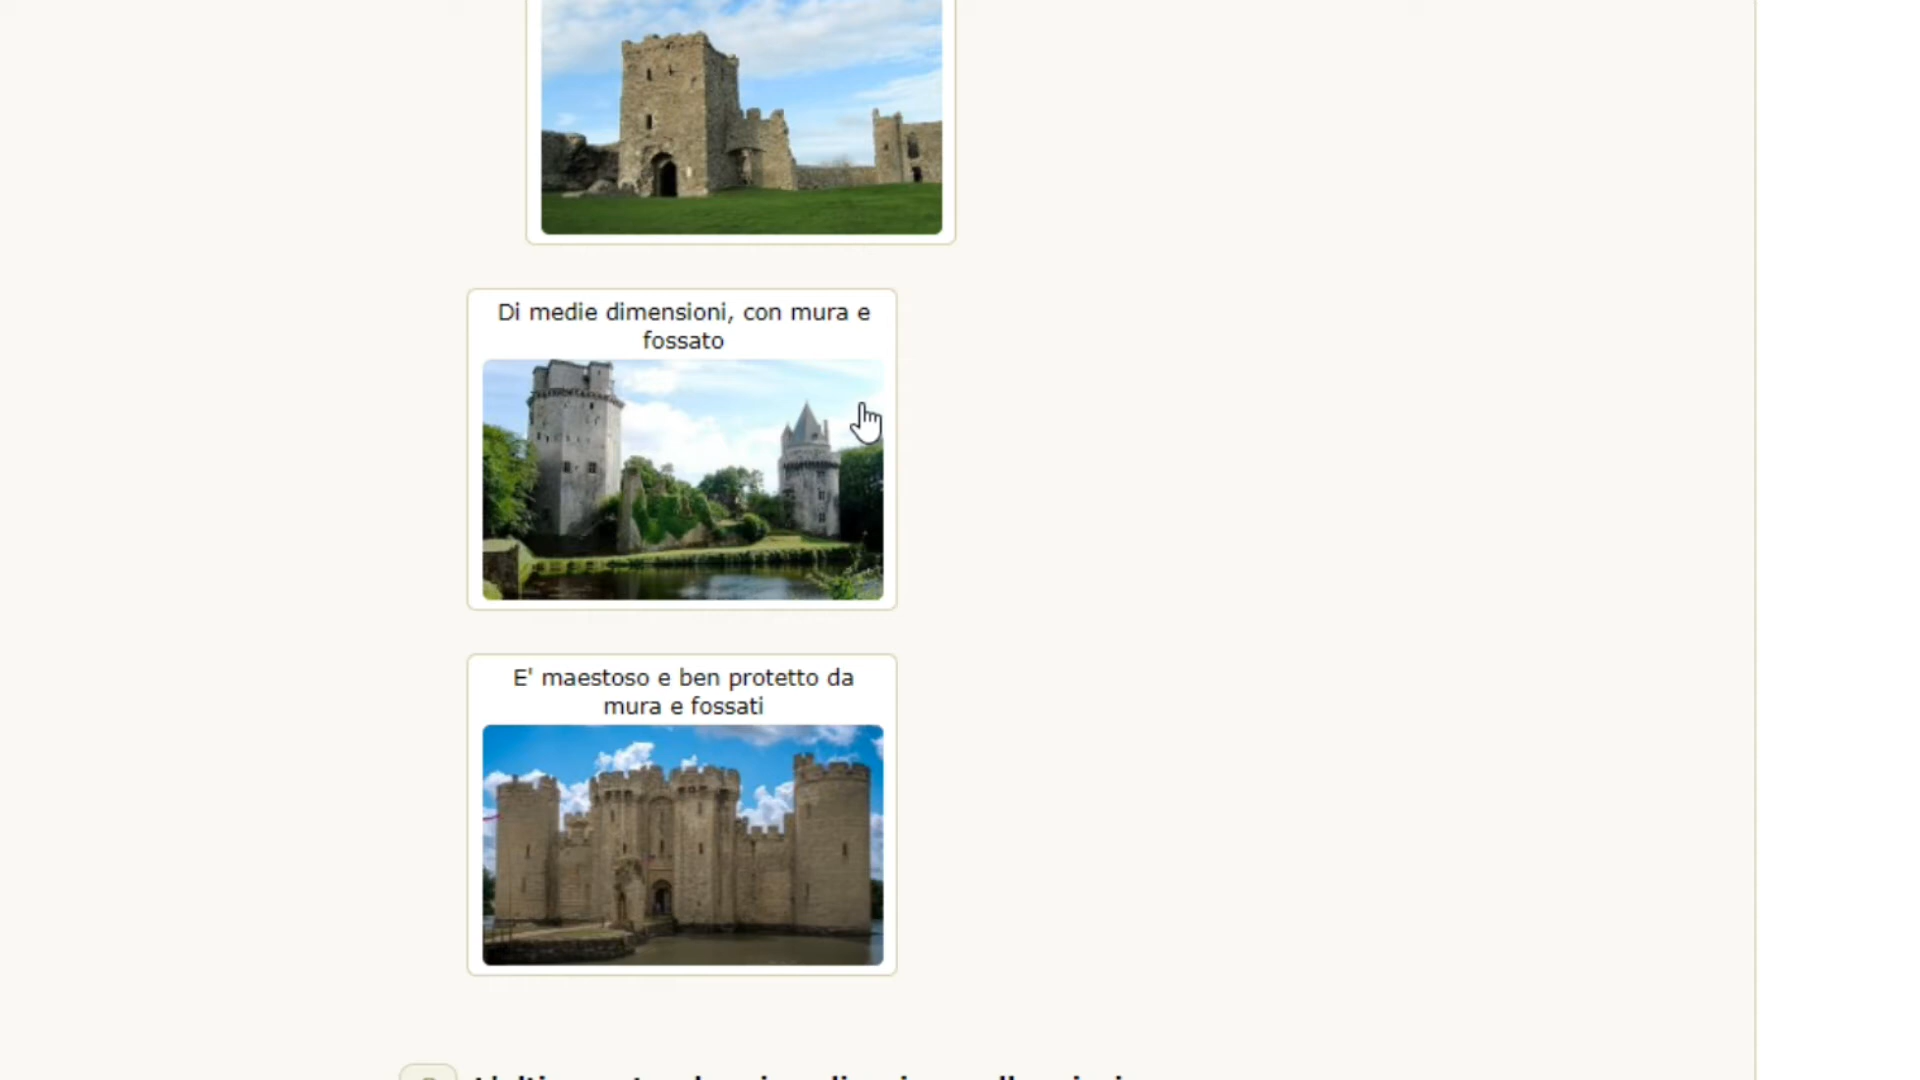 Di medie dimensioni, con mura e
fossato
E' maestoso e ben protetto da
mura e fossati